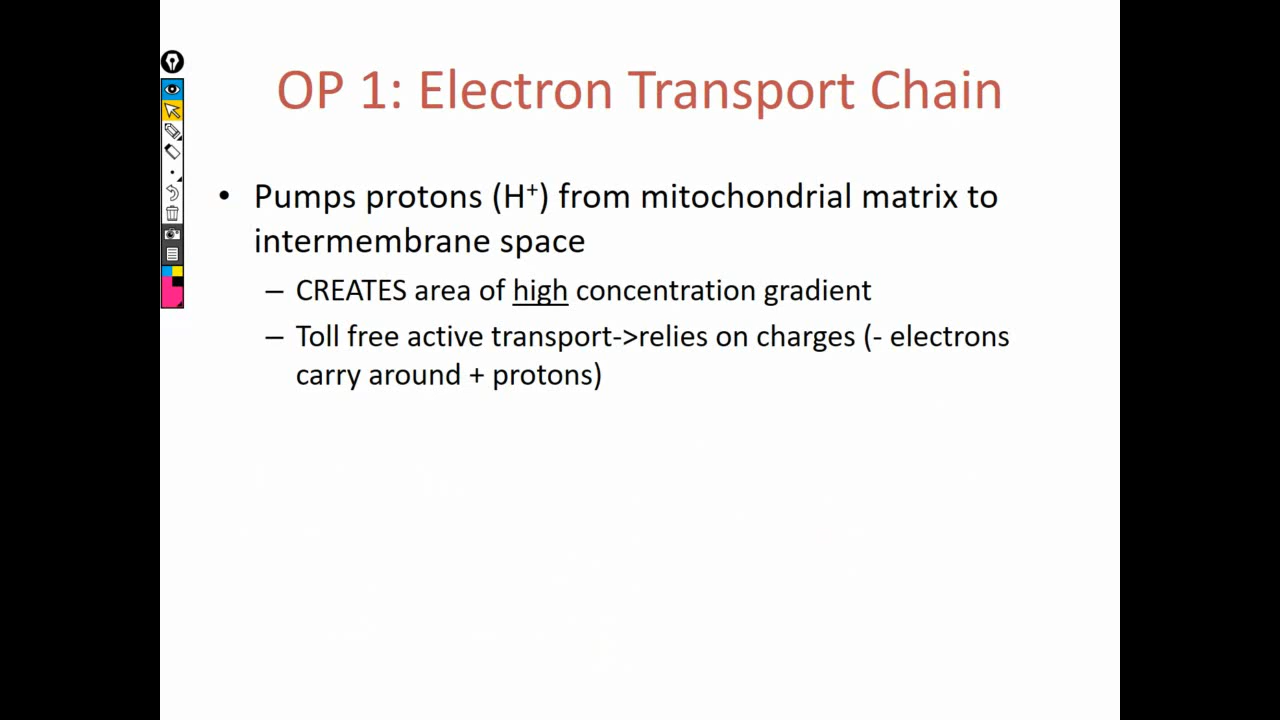 OP 1: Electron Transport Chain
• Pumps protons (H⁺) from mitochondrial matrix to
intermembrane space
– CREATES area of high concentration gradient
– Toll free active transport->relies on charges (- electrons
carry around + protons)